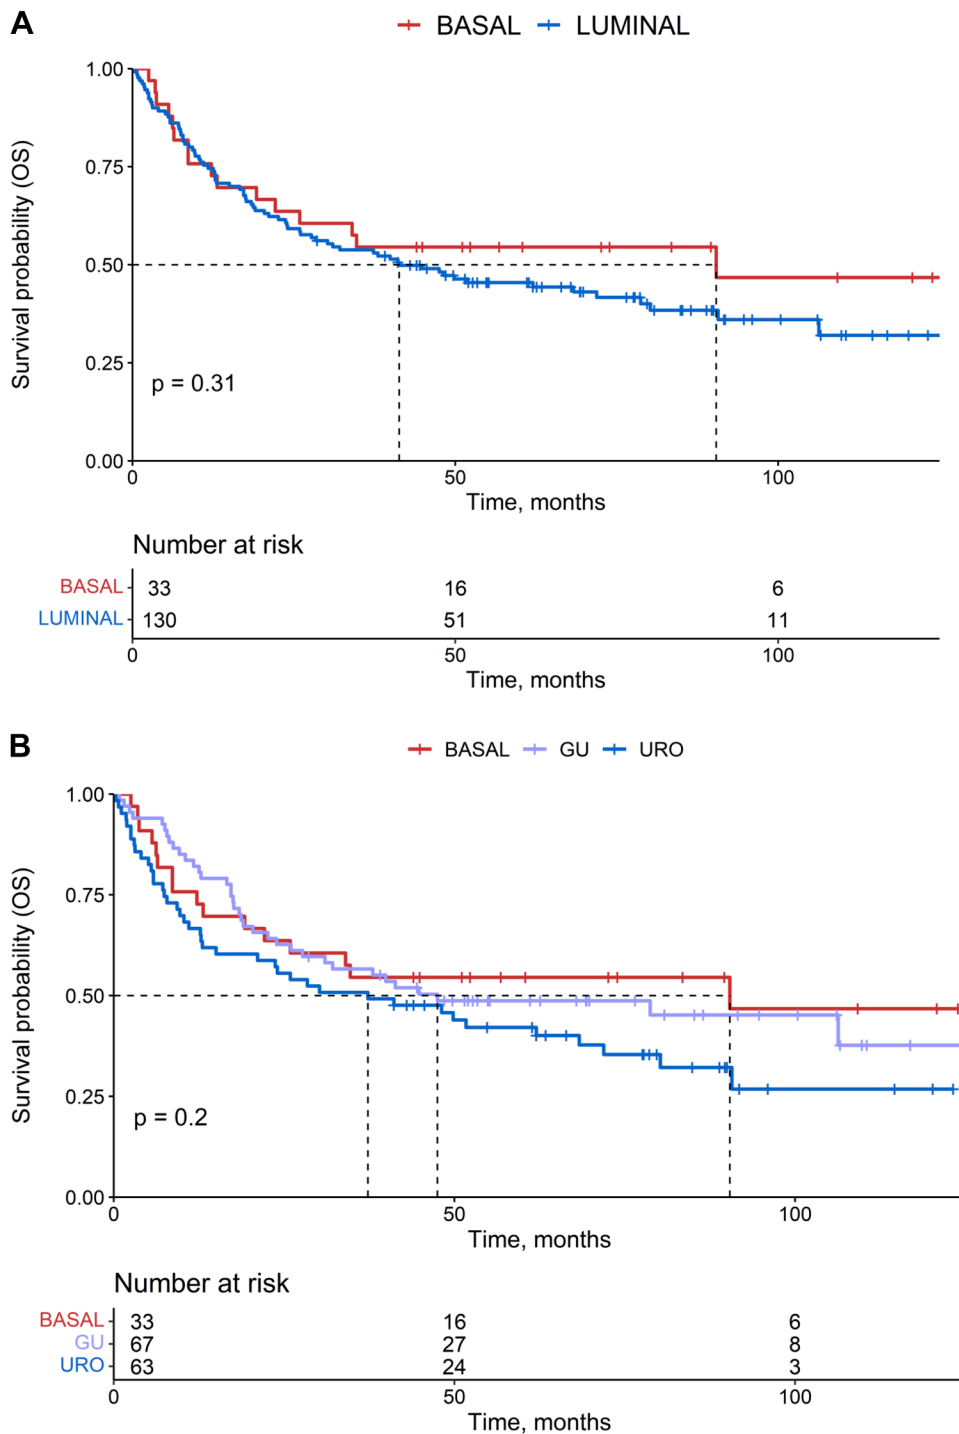 A
BASAL LUMINAL
1.00
0.75
0.50
0.25
0.00
Survival probability (OS)
p = 0.31
0 50 100
Time, months
Number at risk
BASAL 33 16 6
LUMINAL 130 51 11
0 50 100
Time, months
B
BASAL GU URO
1.00
0.75
0.50
0.25
0.00
Survival probability (OS)
p = 0.2
0 50 100
Time, months
Number at risk
BASAL 33 16 6
GU 67 27 8
URO 63 24 3
0 50 100
Time, months